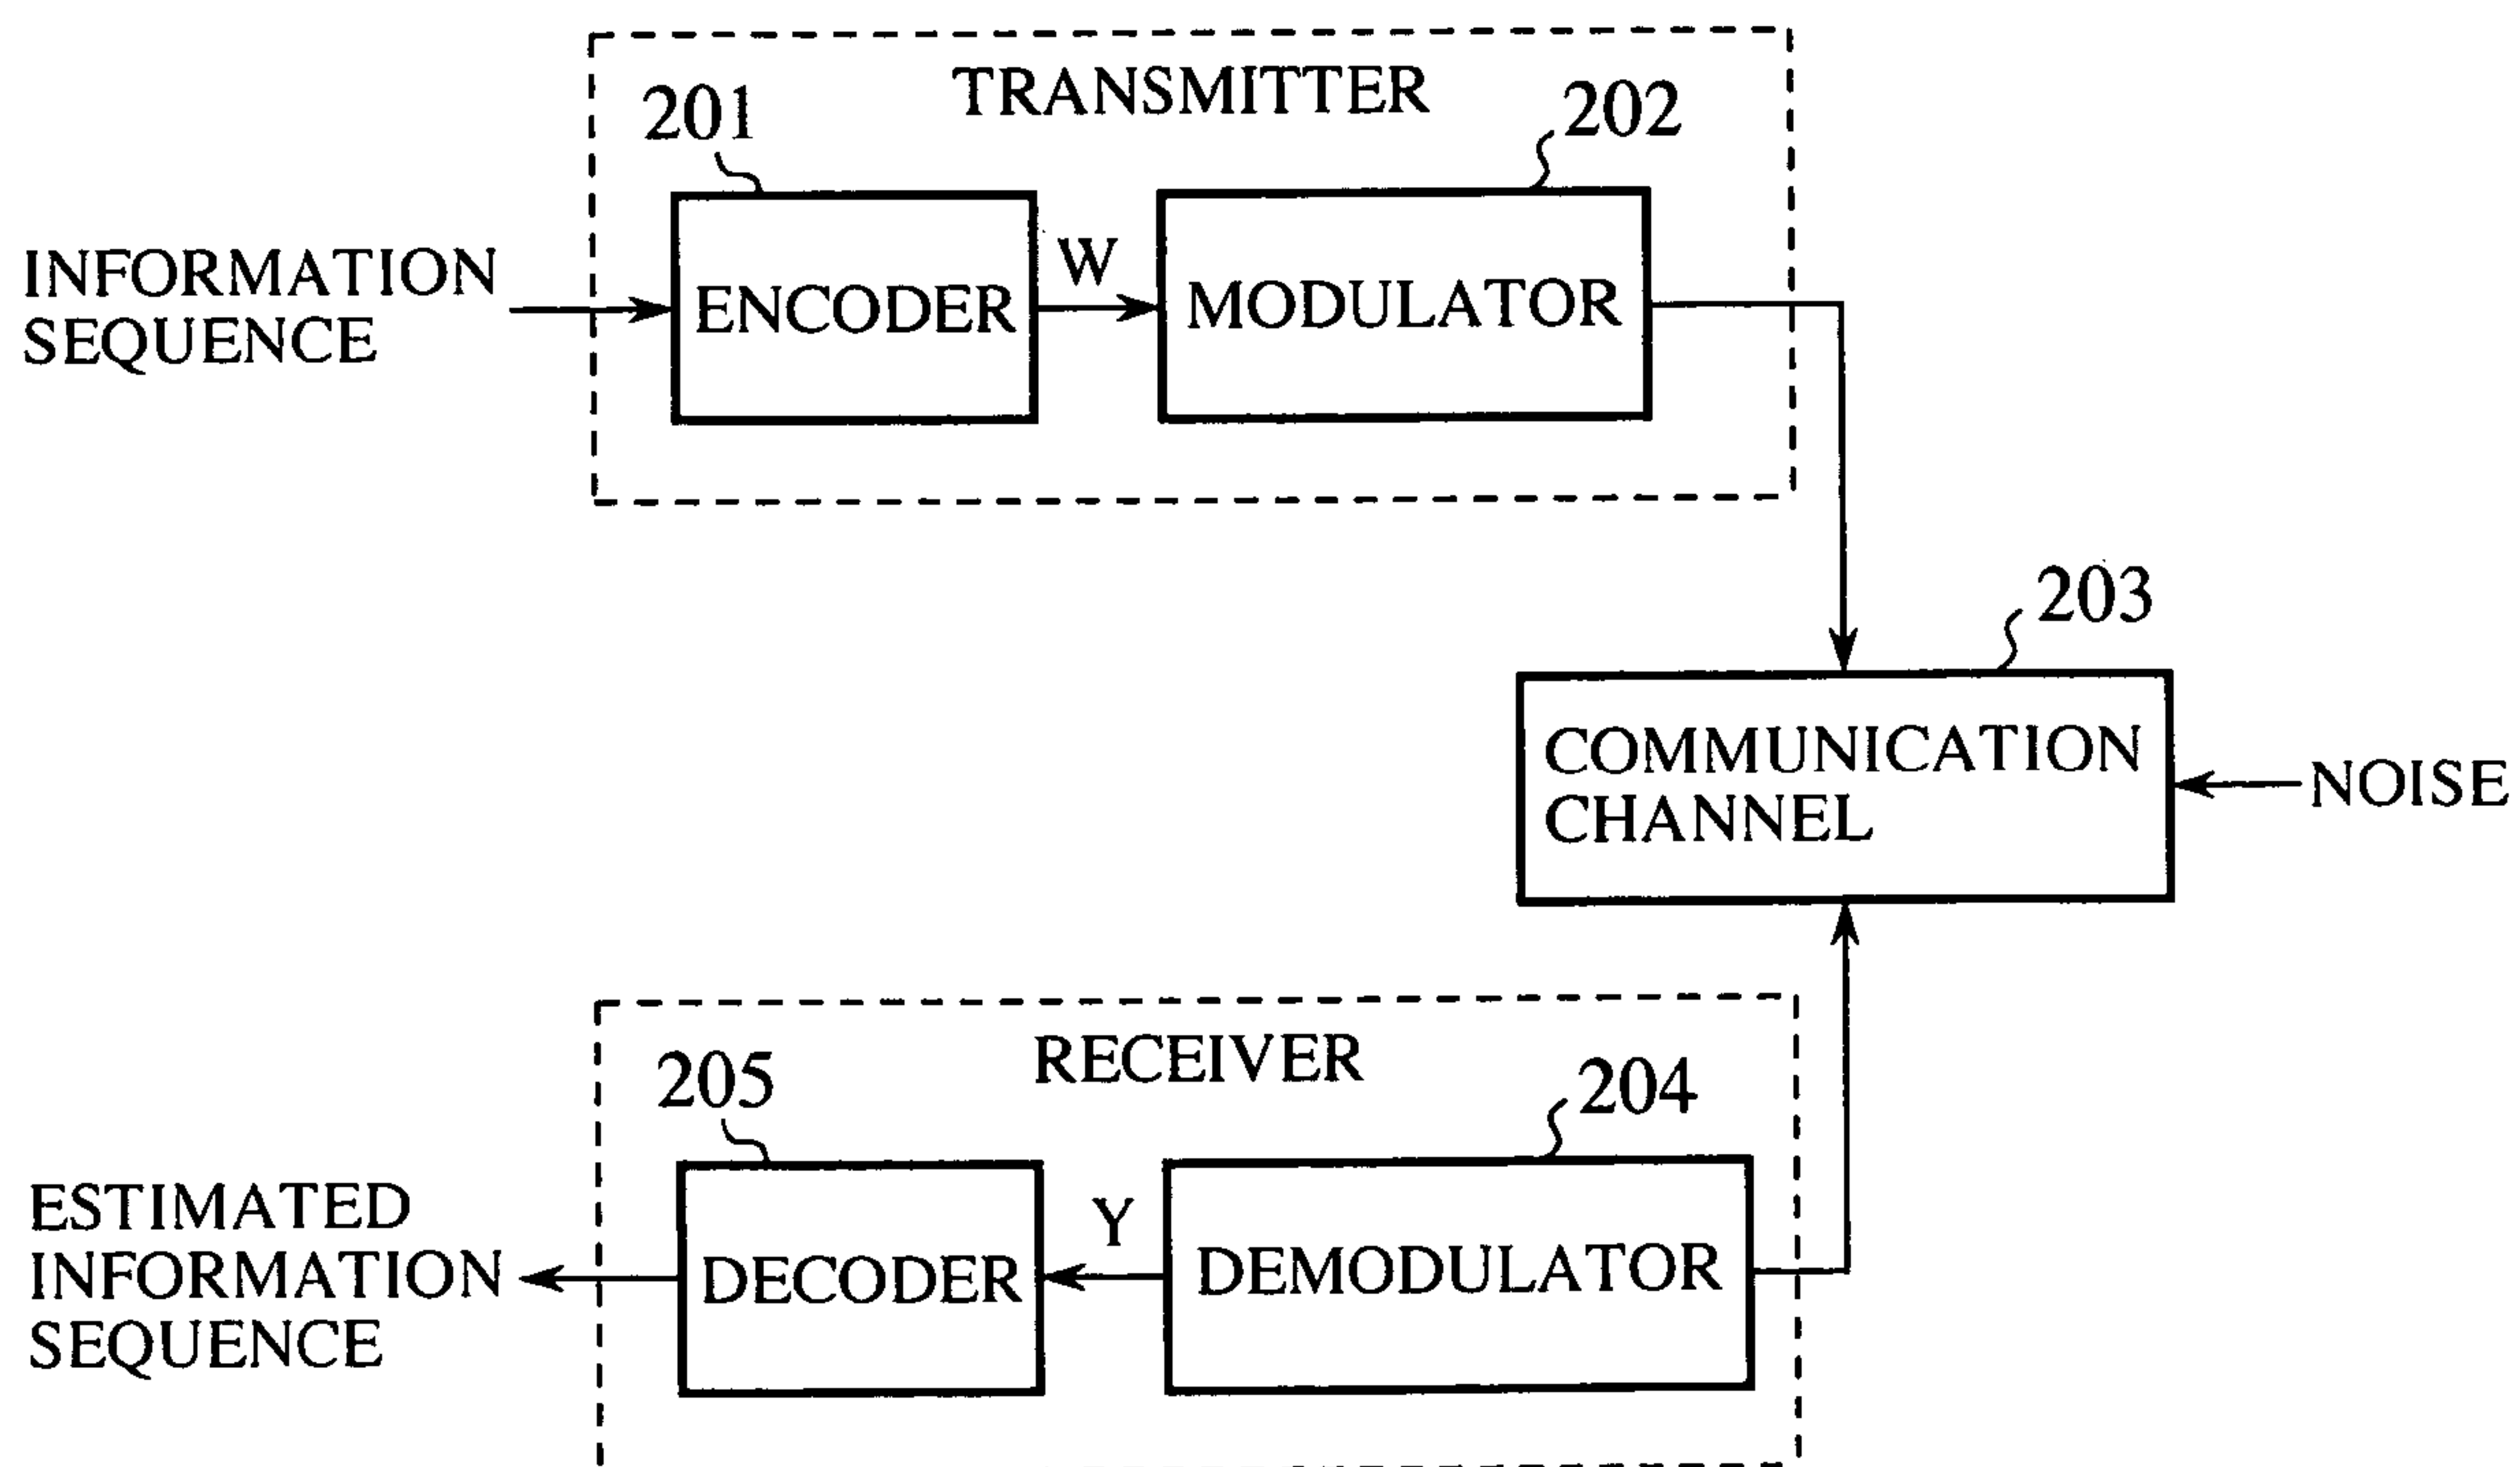 TRANSMITTER
201
202
INFORMATION
SEQUENCE
ENCODER
W
MODULATOR
203
COMMUNICATION
CHANNEL
NOISE
RECEIVER
205
204
ESTIMATED
INFORMATION
SEQUENCE
DECODER
Y
DEMODULATOR